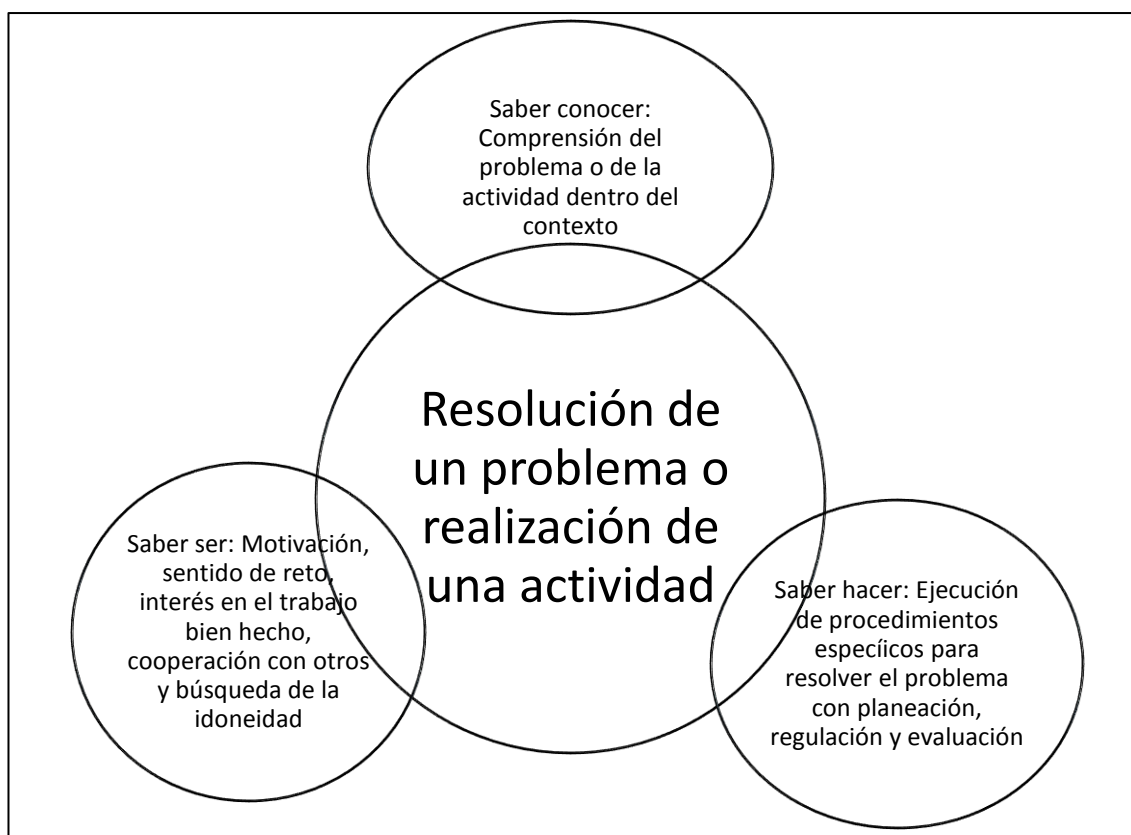 Saber conocer:
Comprensión del
problema o de la
actividad dentro del
contexto
Resolución de
un problema o
realización de
una actividad
Saber ser: Motivación,
sentido de reto,
interés en el trabajo
bien hecho,
cooperación con otros
y búsqueda de la
idoneidad
Saber hacer: Ejecución
de procedimientos
especíicos para
resolver el problema
con planeación,
regulación y evaluación